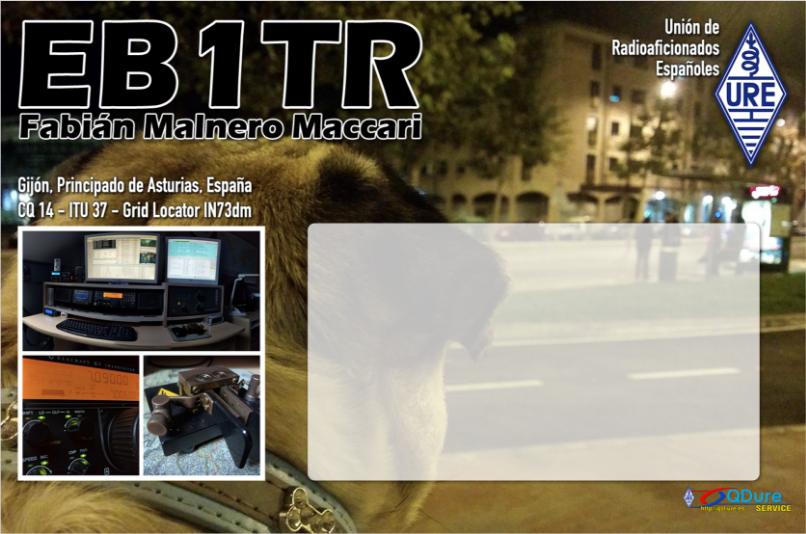 EB1TR
Fabián Malnero Maccari
Unión de
Radioaficionados
Españoles
URE
Gijón, Principado de Asturias, España
CQ 14 - ITU 37 - Grid Locator IN73dm
QDure
SERVICE